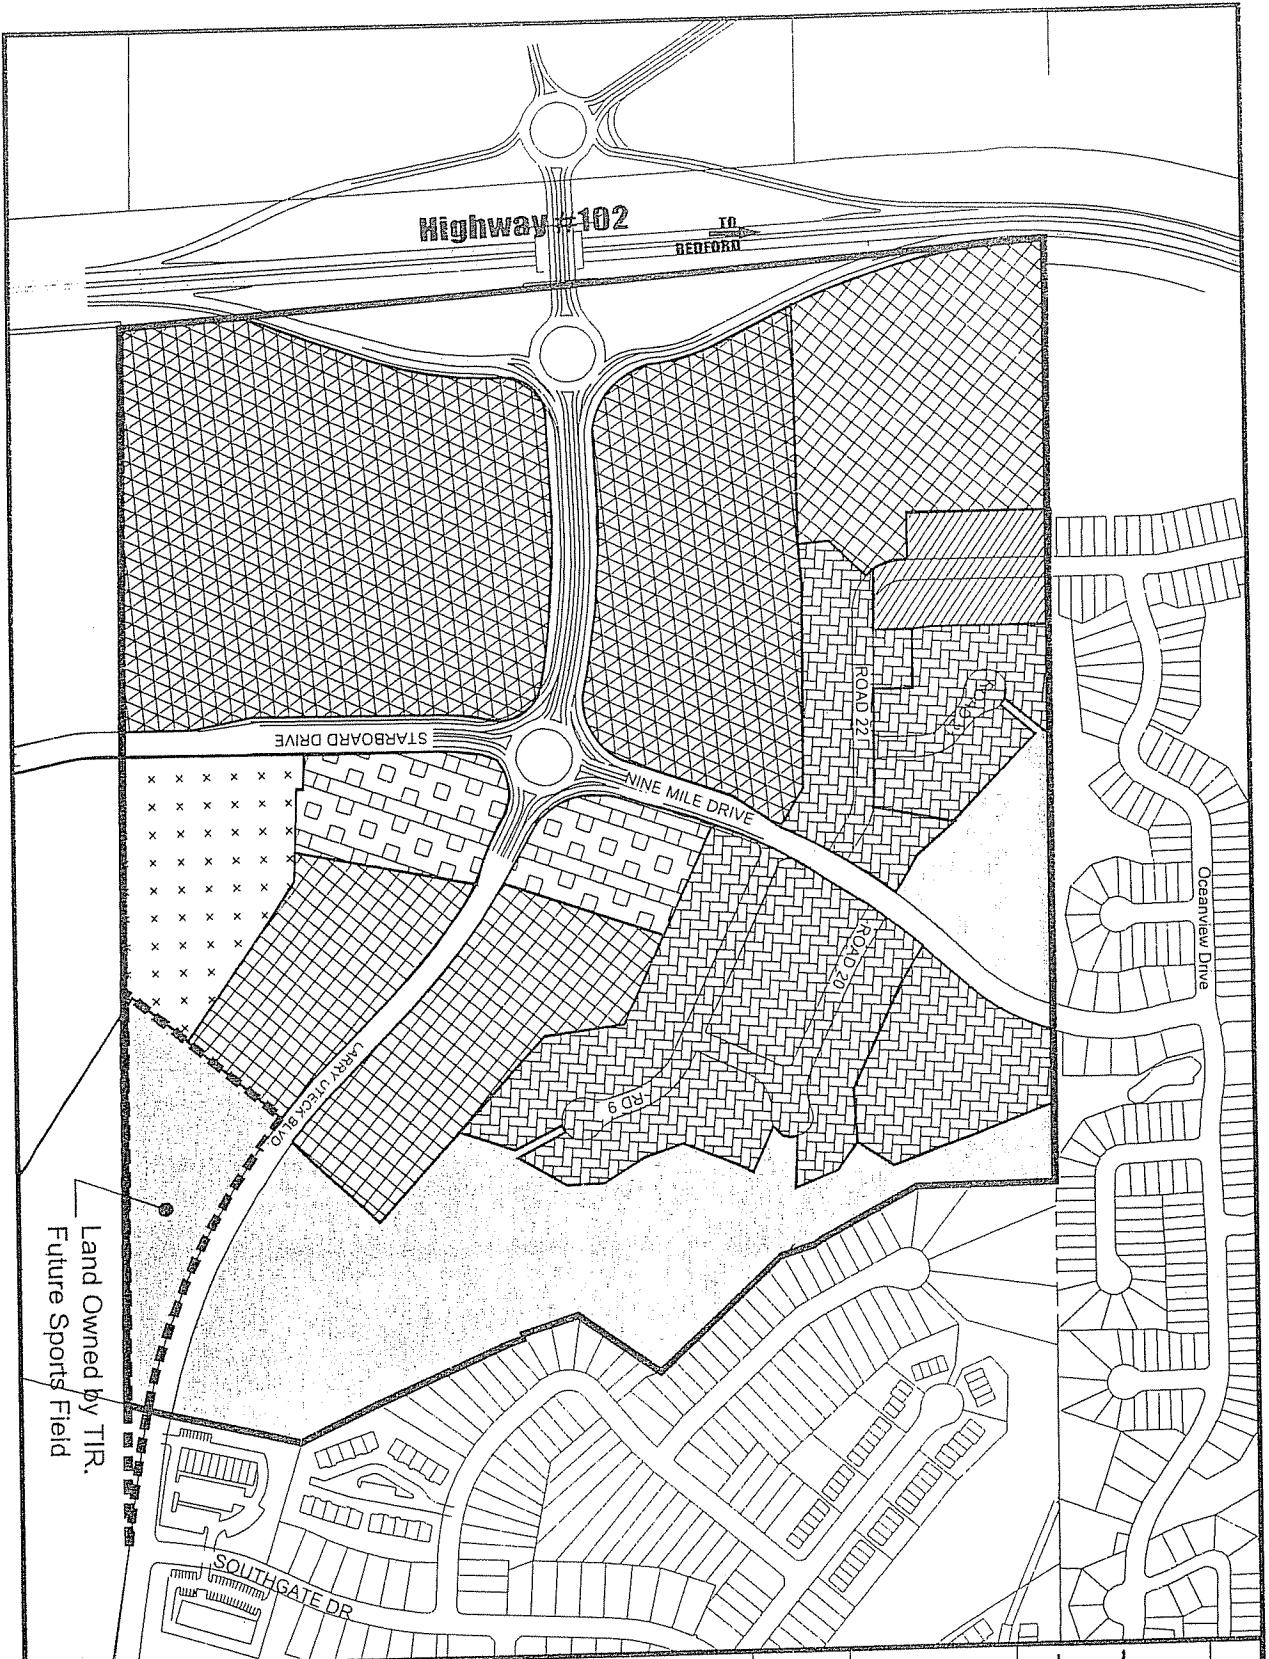 Highway #102
TO
BEDFORD
ROAD 22
STARBOARD DRIVE
NINE MILE DRIVE
Oceanview Drive
ROAD 20
RD 9
LARRY UTECK BLVD
Land Owned by TIR.
Future Sports Field
SOUTHGATE DR